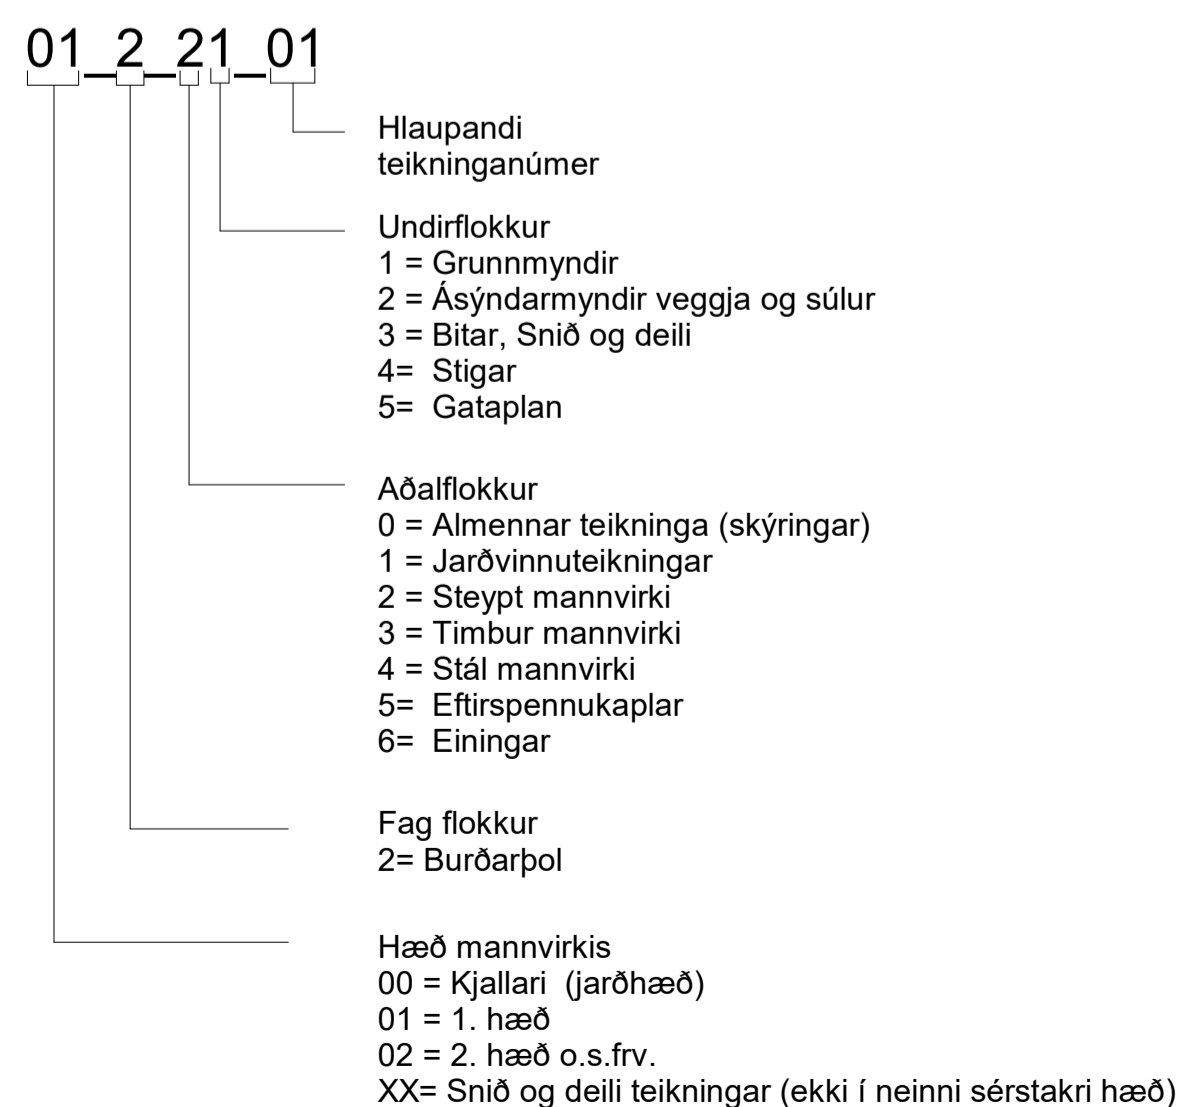 01_2_21_01
Hlaupandi
teikninganúmer
Undirflokkur
1 = Grunnmyndir
2 = Ásýndarmyndir veggja og súlur
3 = Bitar, Snið og deili
4= Stigar
5= Gataplan
Aðalflokkur
0 = Almennar teikninga (skýringar)
1 = Jarðvinnuteikningar
2 = Steypt mannvirki
3 = Timbur mannvirki
4 = Stál mannvirki
5= Eftirspennukaplar
6= Einingar
Fag flokkur
2= Burðarþol
Hæð mannvirkis
00 = Kjallari (jarðhæð)
01 = 1. hæð
02 = 2. hæð o.s.frv.
XX= Snið og deili teikningar (ekki í neinni sérstakri hæð)